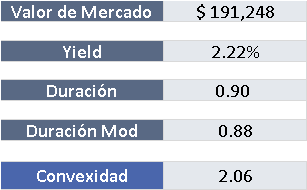 Valor de Mercado $ 191,248
Yield 2.22%
Duración 0.90
Duración Mod 0.88
Convexidad 2.06